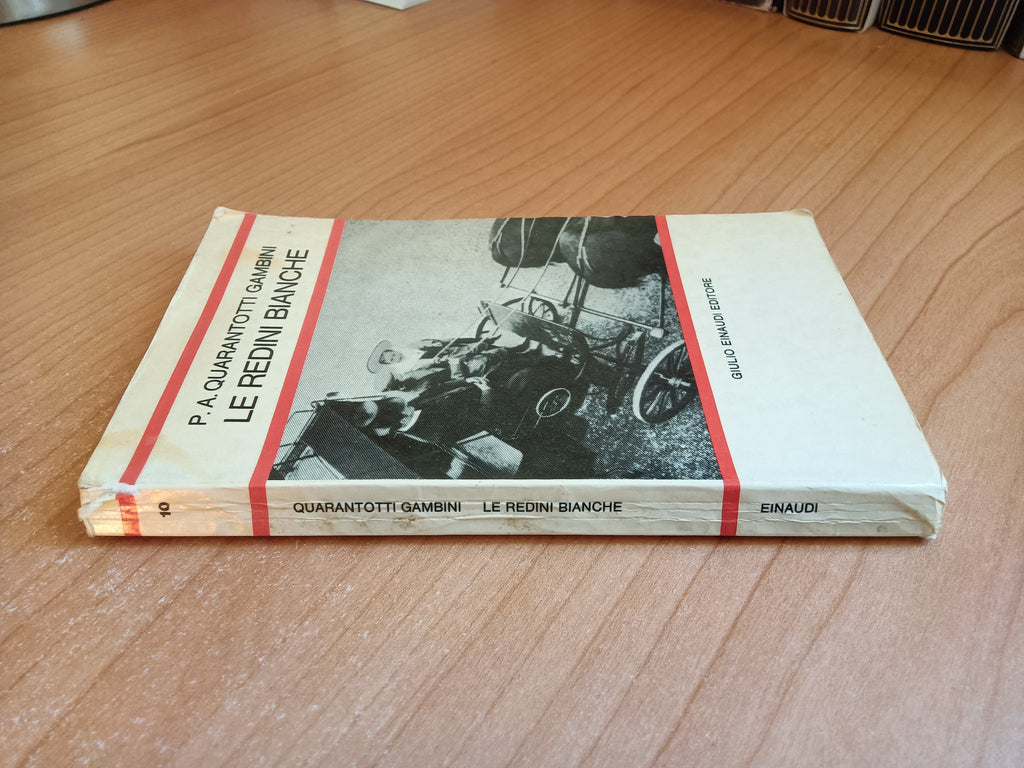 P. A. QUARANTOTTI GAMBINI
LE REDINI BIANCHE
GIULIO EINAUDI EDITORE
10
QUARANTOTTI GAMBINI LE REDINI BIANCHE
EINAUDI